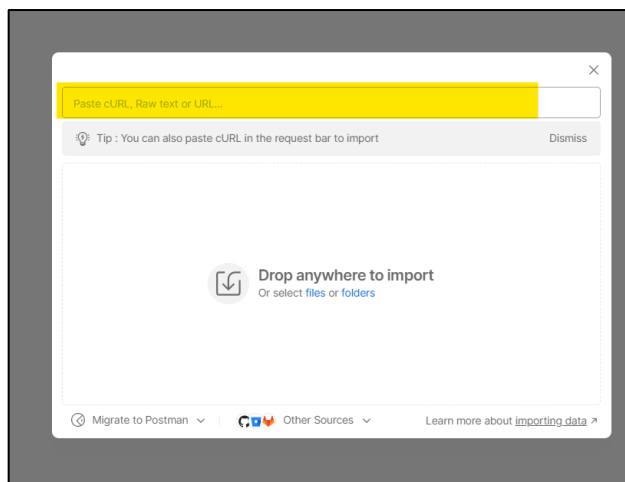 Paste cURL, Raw text or URL...
Tip : You can also paste cURL in the request bar to import Dismiss
Drop anywhere to import
Or select files or folders
Migrate to Postman Other Sources Learn more about importing data